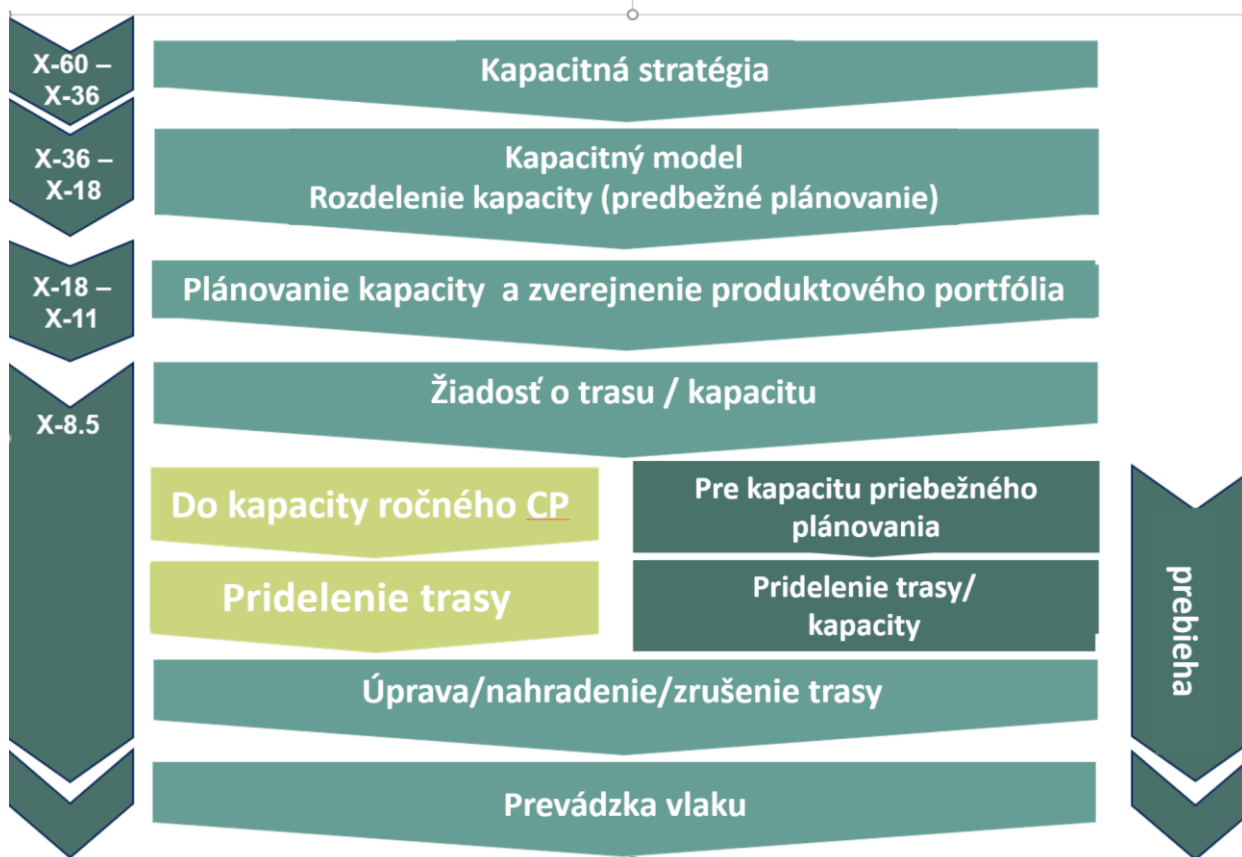 X-60 –
X-36
Kapacitná stratégia
X-36 –
X-18
Kapacitný model
Rozdelenie kapacity (predbežné plánovanie)
X-18 –
X-11
Plánovanie kapacity  a zverejnenie produktového portfólia
Žiadosť o trasu / kapacitu
X-8.5
Do kapacity ročného CP
Pre kapacitu priebežného
plánovania
Pridelenie trasy
Pridelenie trasy/
kapacity
prebieha
Úprava/nahradenie/zrušenie trasy
Prevádzka vlaku